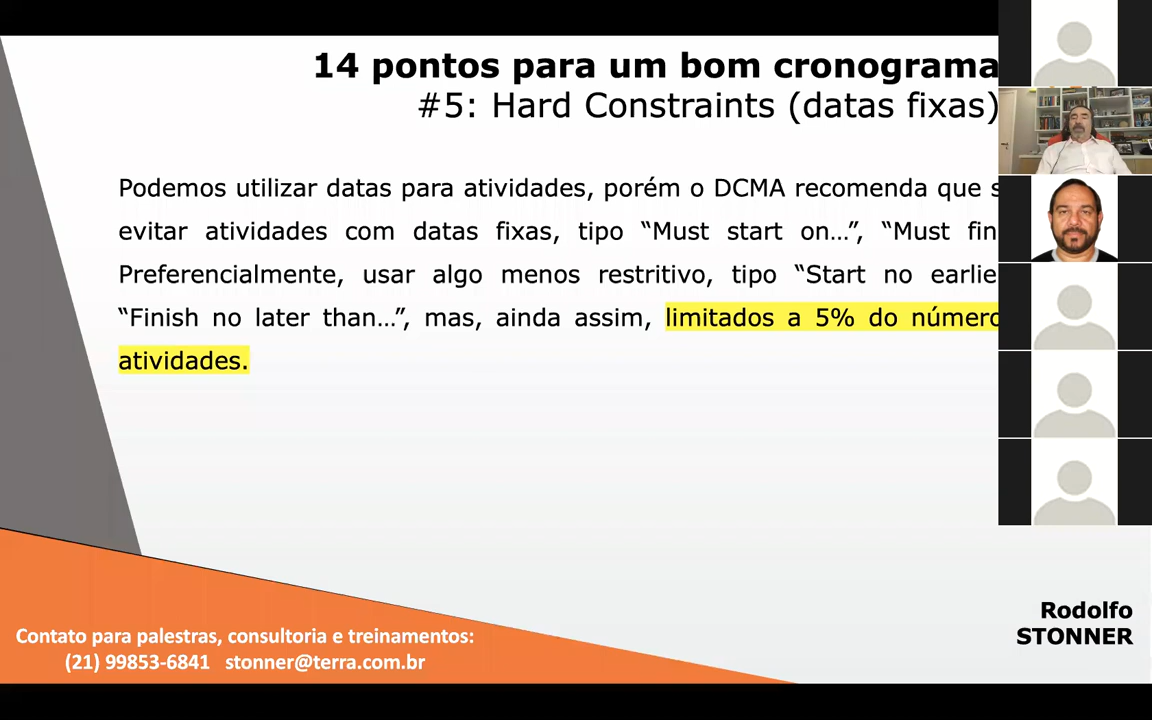 14 pontos para um bom cronograma
#5: Hard Constraints (datas fixas)
Podemos utilizar datas para atividades, porém o DCMA recomenda que
evitar atividades com datas fixas, tipo “Must start on…”, “Must
Preferencialmente, usar algo menos restritivo, tipo “Start no
“Finish no later than…”, mas, ainda assim, limitados a 5% do número
atividades.
Rodolfo
STONNER
Contato para palestras, consultoria e treinamentos:
(21) 99853-6841 stonner@terra.com.br